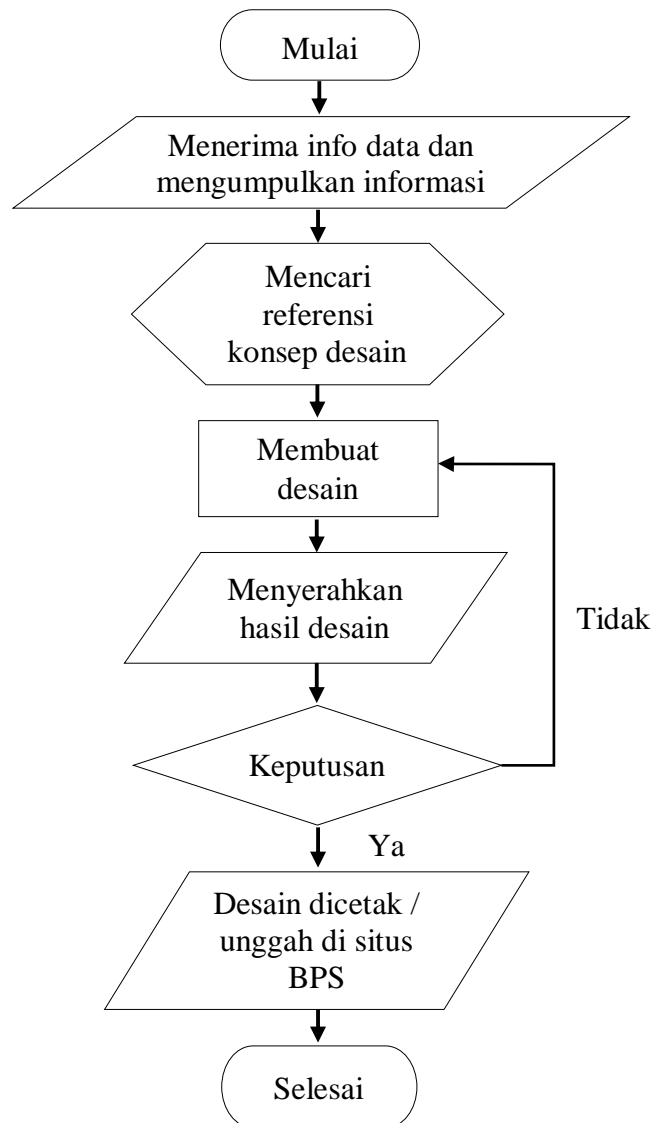 Mulai
Menerima info data dan
mengumpulkan informasi
Mencari
referensi
konsep desain
Membuat
desain
Menyerahkan
hasil desain
Tidak
Keputusan
Ya
Desain dicetak /
unggah di situs
BPS
Selesai